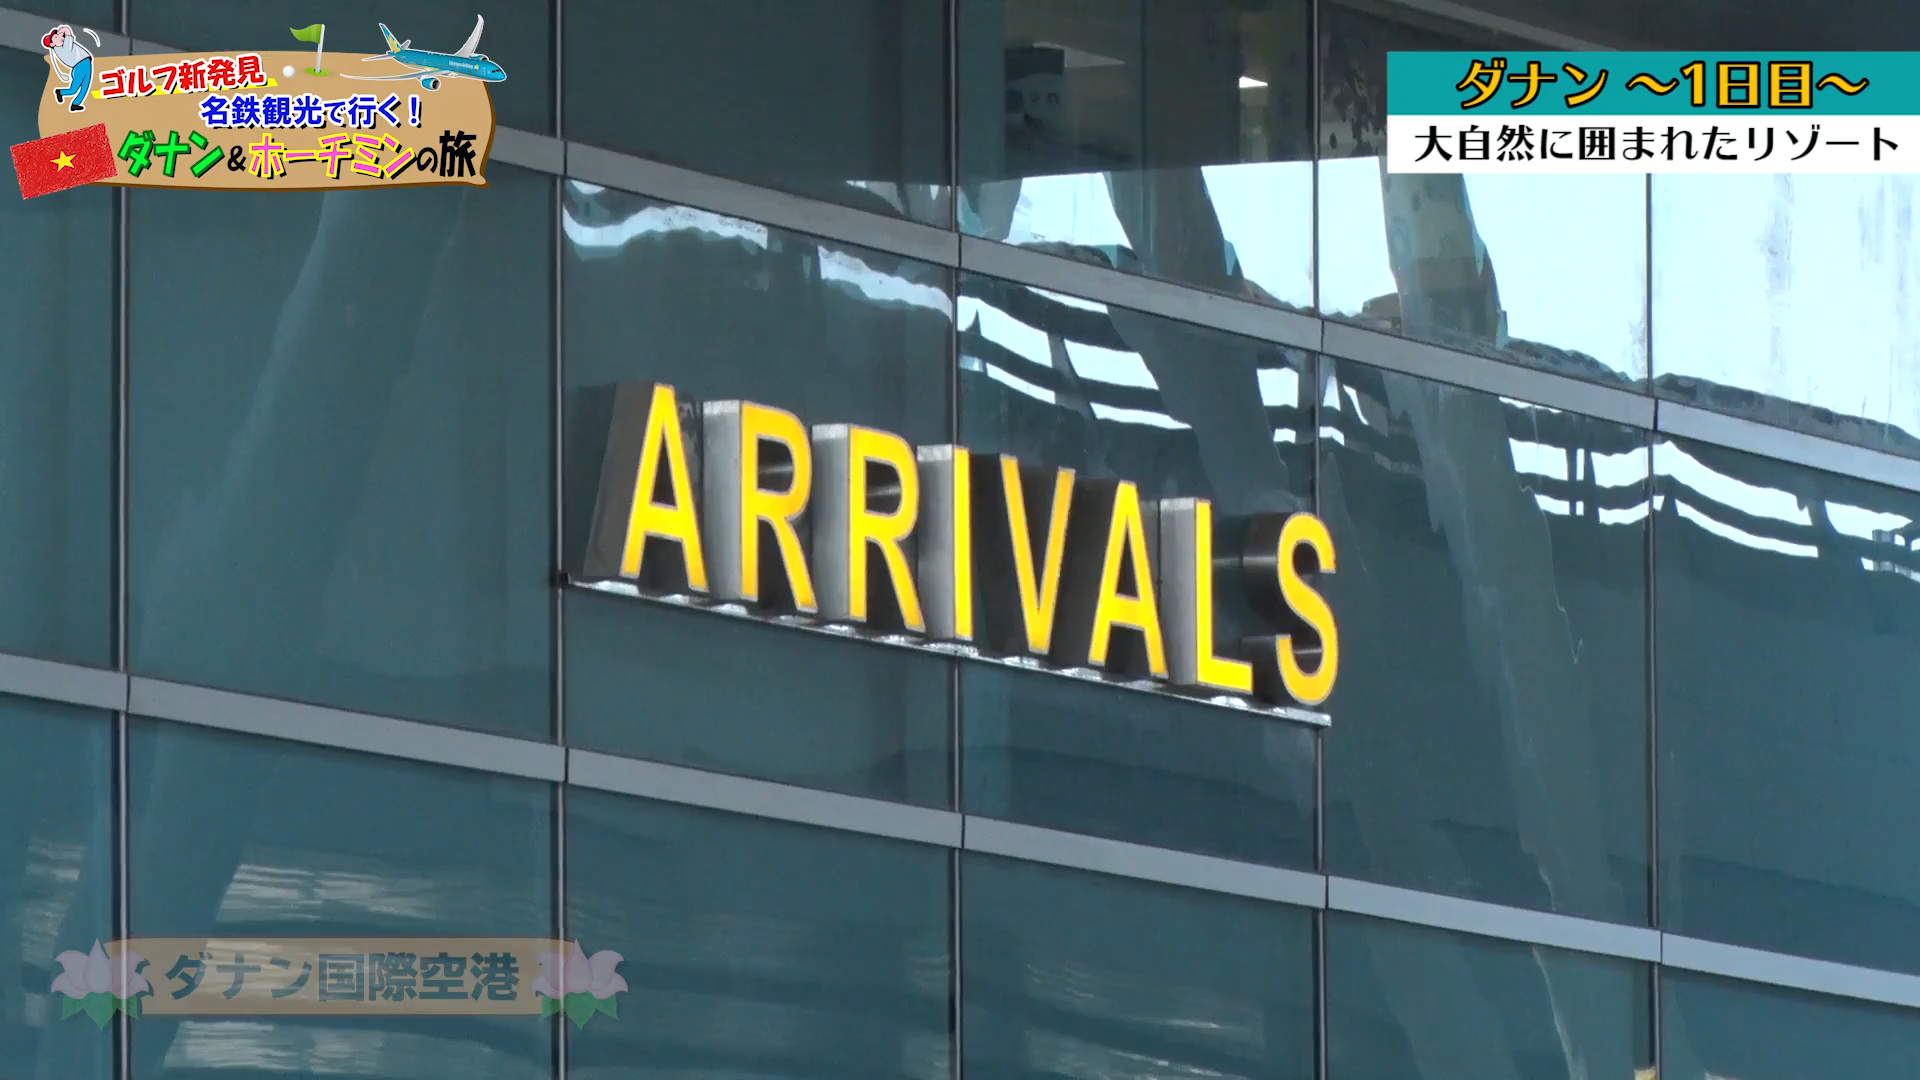 ゴルフ新発見
名鉄観光で行く！
ダナン&ホーチミンの旅
ダナン 〜1日目〜
大自然に囲まれたリゾート
ARRIVALS
ダナン国際空港